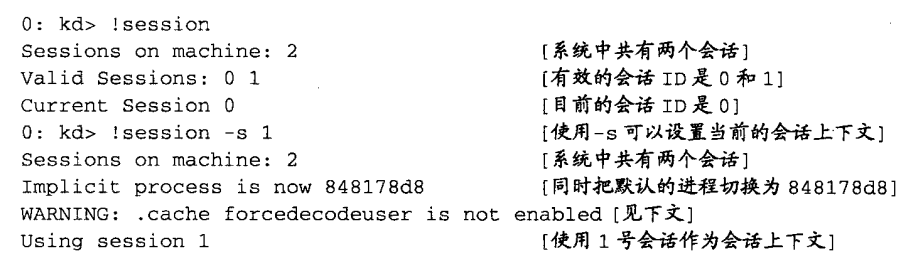 0: kd> !session
Sessions on machine: 2 [系统中共有两个会话]
Valid Sessions: 0 1 [有效的会话 ID 是 0 和 1]
Current Session 0 [目前的会话 ID 是 0]
0: kd> !session -s 1 [使用-s 可以设置当前的会话上下文]
Sessions on machine: 2 [系统中共有两个会话]
Implicit process is now 848178d8 [同时把默认的进程切换为 848178d8]
WARNING: .cache forcedecodeuser is not enabled [见下文]
Using session 1 [使用 1 号会话作为会话上下文]